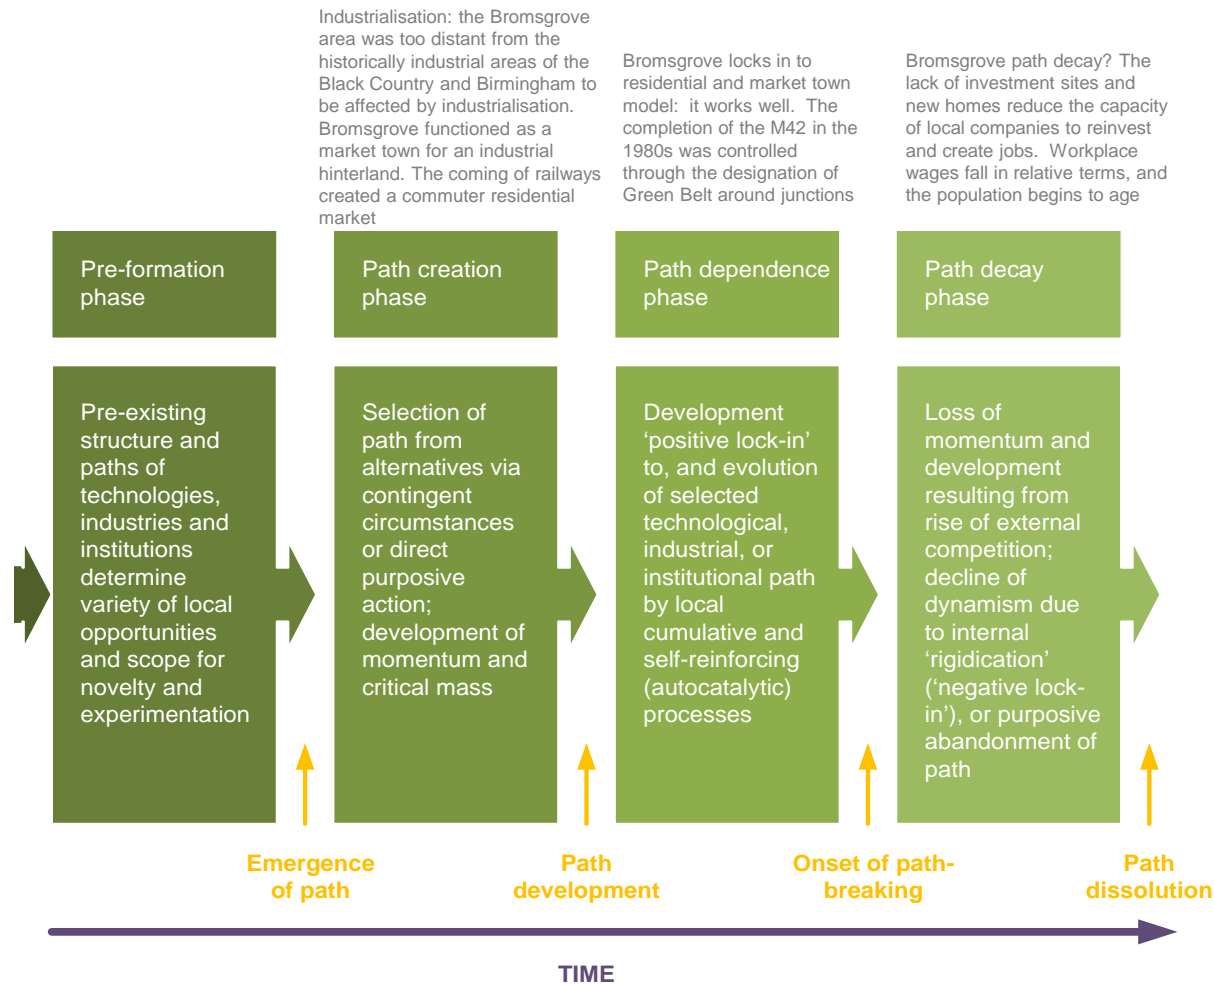 Industrialisation: the Bromsgrove
area was too distant from the
historically industrial areas of the
Black Country and Birmingham to
be affected by industrialisation.
Bromsgrove functioned as a
market town for an industrial
hinterland. The coming of railways
created a commuter residential
market
Bromsgrove locks in to
residential and market town
model:  it works well.  The
completion of the M42 in the
1980s was controlled
through the designation of
Green Belt around junctions
Bromsgrove path decay? The
lack of investment sites and
new homes reduce the capacity
of local companies to reinvest
and create jobs.  Workplace
wages fall in relative terms, and
the population begins to age
Pre-formation
phase
Path creation
phase
Path dependence
phase
Path decay
phase
Pre-existing
structure and
paths of
technologies,
industries and
institutions
determine
variety of local
opportunities
and scope for
novelty and
experimentation
Selection of
path from
alternatives via
contingent
circumstances
or direct
purposive
action;
development of
momentum and
critical mass
Development
‘positive lock-in’
to, and evolution
of selected
technological,
industrial, or
institutional path
by local
cumulative and
self-reinforcing
(autocatalytic)
processes
Loss of
momentum and
development
resulting from
rise of external
competition;
decline of
dynamism due
to internal
‘rigidication’
(‘negative lock-
in’), or purposive
abandonment of
path
Emergence
of path
Path
development
Onset of path-
breaking
Path
dissolution
TIME